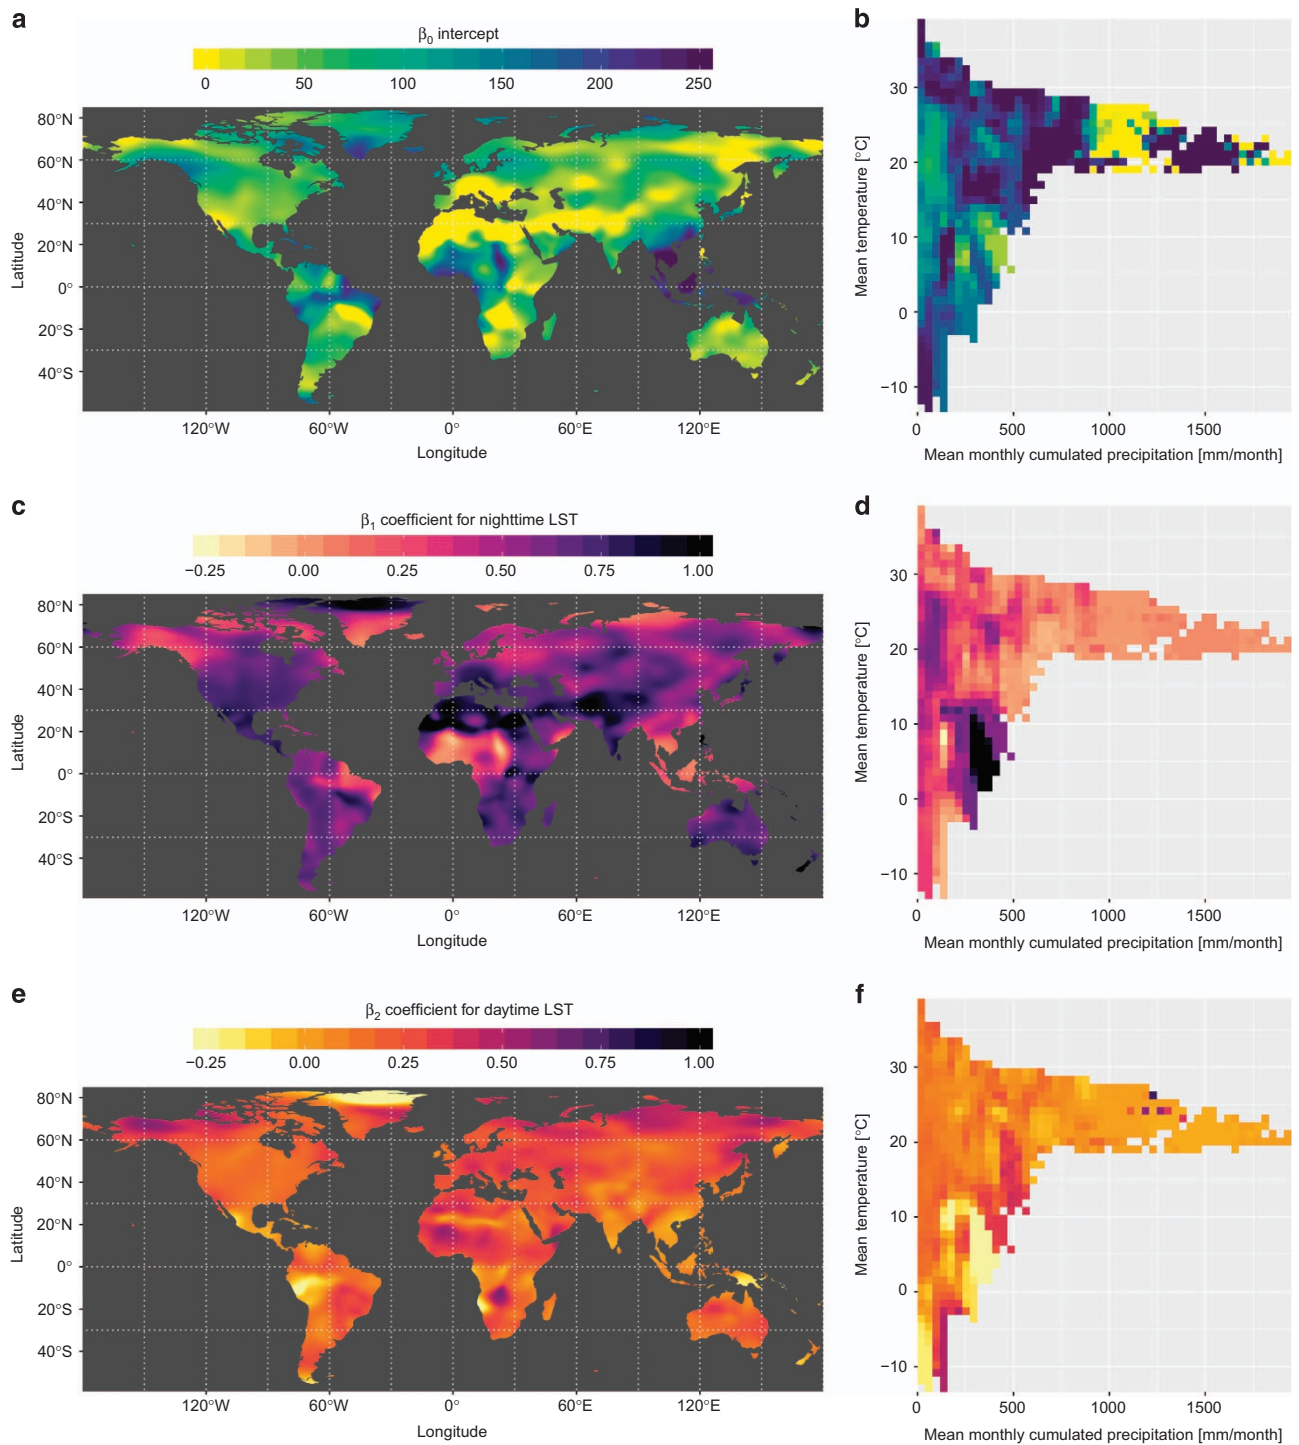 a
β0 intercept
0 50 100 150 200 250
80°N
60°N
40°N
20°N
0°
20°S
40°S
Latitude
120°W 60°W 0° 60°E 120°E
Longitude
b
30
20
10
0
−10
Mean temperature [°C]
0 500 1000 1500
Mean monthly cumulated precipitation [mm/month]
c
β1 coefficient for nighttime LST
−0.25 0.00 0.25 0.50 0.75 1.00
80°N
60°N
40°N
20°N
0°
20°S
40°S
Latitude
120°W 60°W 0° 60°E 120°E
Longitude
d
30
20
10
0
−10
Mean temperature [°C]
0 500 1000 1500
Mean monthly cumulated precipitation [mm/month]
e
β2 coefficient for daytime LST
−0.25 0.00 0.25 0.50 0.75 1.00
80°N
60°N
40°N
20°N
0°
20°S
40°S
Latitude
120°W 60°W 0° 60°E 120°E
Longitude
f
30
20
10
0
−10
Mean temperature [°C]
0 500 1000 1500
Mean monthly cumulated precipitation [mm/month]